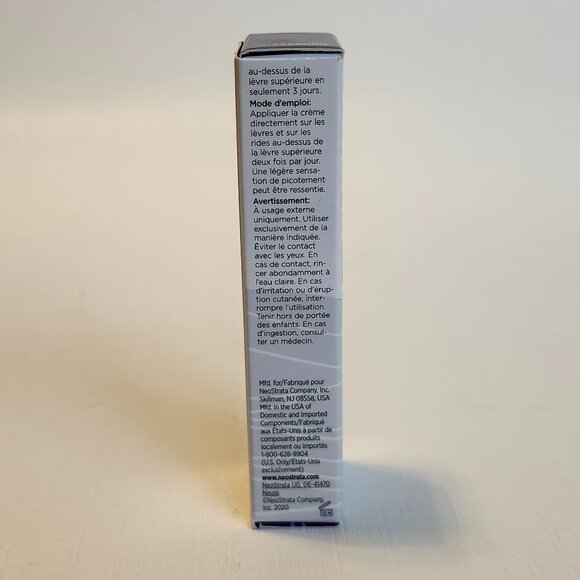 au-dessus de la
lèvre supérieure en
seulement 3 jours.
Mode d'emploi:
Appliquer la crème
directement sur les
lèvres et sur les
rides au-dessus de
la lèvre supérieure
deux fois par jour.
Une légère sensa-
tion de picotement
peut être ressentie.
Avertissement:
À usage externe
uniquement. Utiliser
exclusivement de la
manière indiquée.
Éviter le contact
avec les yeux. En
cas de contact, rin-
cer abondamment à
l'eau claire. En cas
d'irritation ou d'érup-
tion cutanée, inter-
rompre l'utilisation.
Tenir hors de portée
des enfants. En cas
d'ingestion, consul-
ter un médecin.
Mfd. for/Fabriqué pour
NeoStrata Company, Inc.
Skillman, NJ 08558, USA
Mfd. in the USA of
Domestic and Imported
Components/Fabriqué
aux États-Unis à partir de
composants produits
localement ou importés
1-800-628-9904
(U.S. Only/États-Unis
exclusivement)
www.neostrata.com
NeoStrata UG, DE-41470
Neuss
©NeoStrata Company,
Inc. 2020